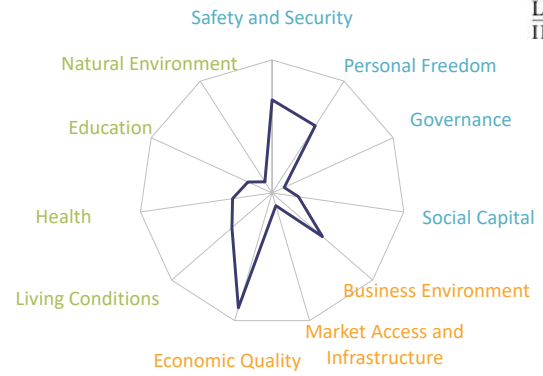 Safety and Security
Natural Environment
Personal Freedom
Education
Governance
Health
Social Capital
Living Conditions
Business Environment
Economic Quality
Market Access and
Infrastructure